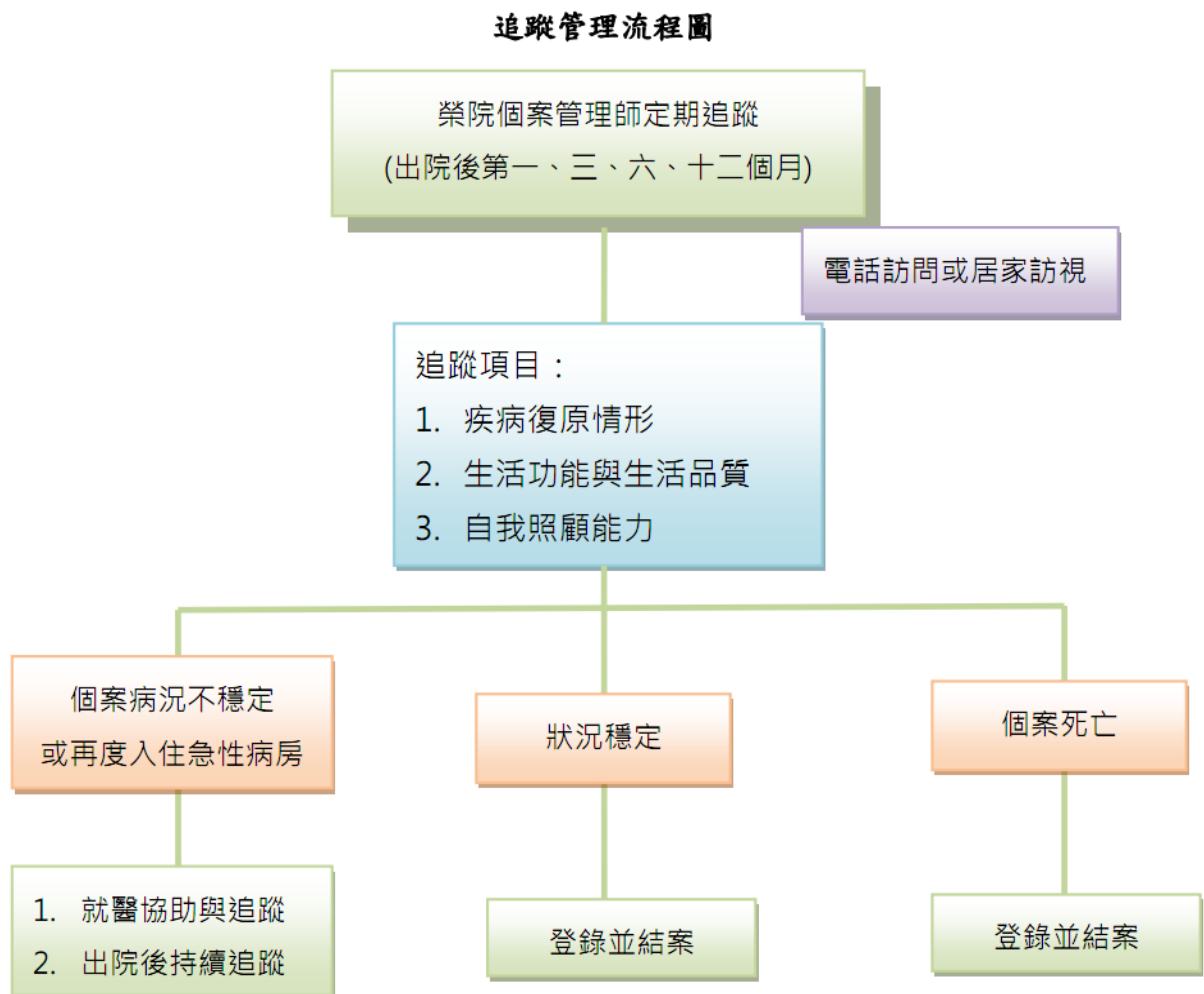 追蹤管理流程圖
榮院個案管理師定期追蹤
(出院後第一、三、六、十二個月)
電話訪問或居家訪視
追蹤項目：
1. 疾病復原情形
2. 生活功能與生活品質
3. 自我照顧能力
個案病況不穩定
或再度入住急性病房
狀況穩定
個案死亡
1. 就醫協助與追蹤
2. 出院後持續追蹤
登錄並結案
登錄並結案